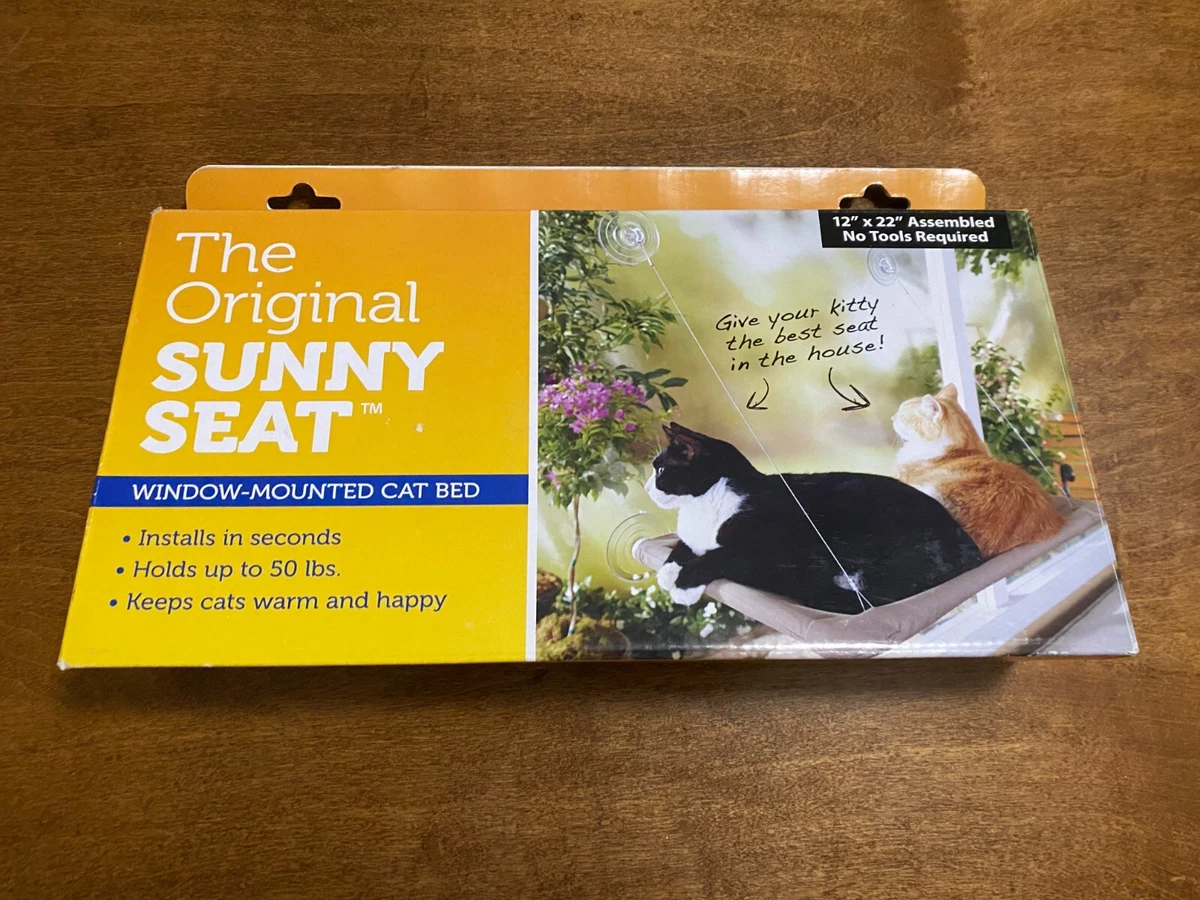 The
Original
SUNNY
SEAT™
WINDOW-MOUNTED CAT BED
• Installs in seconds
• Holds up to 50 lbs.
• Keeps cats warm and happy
12” x 22” Assembled
No Tools Required
Give your kitty
the best seat
in the house!